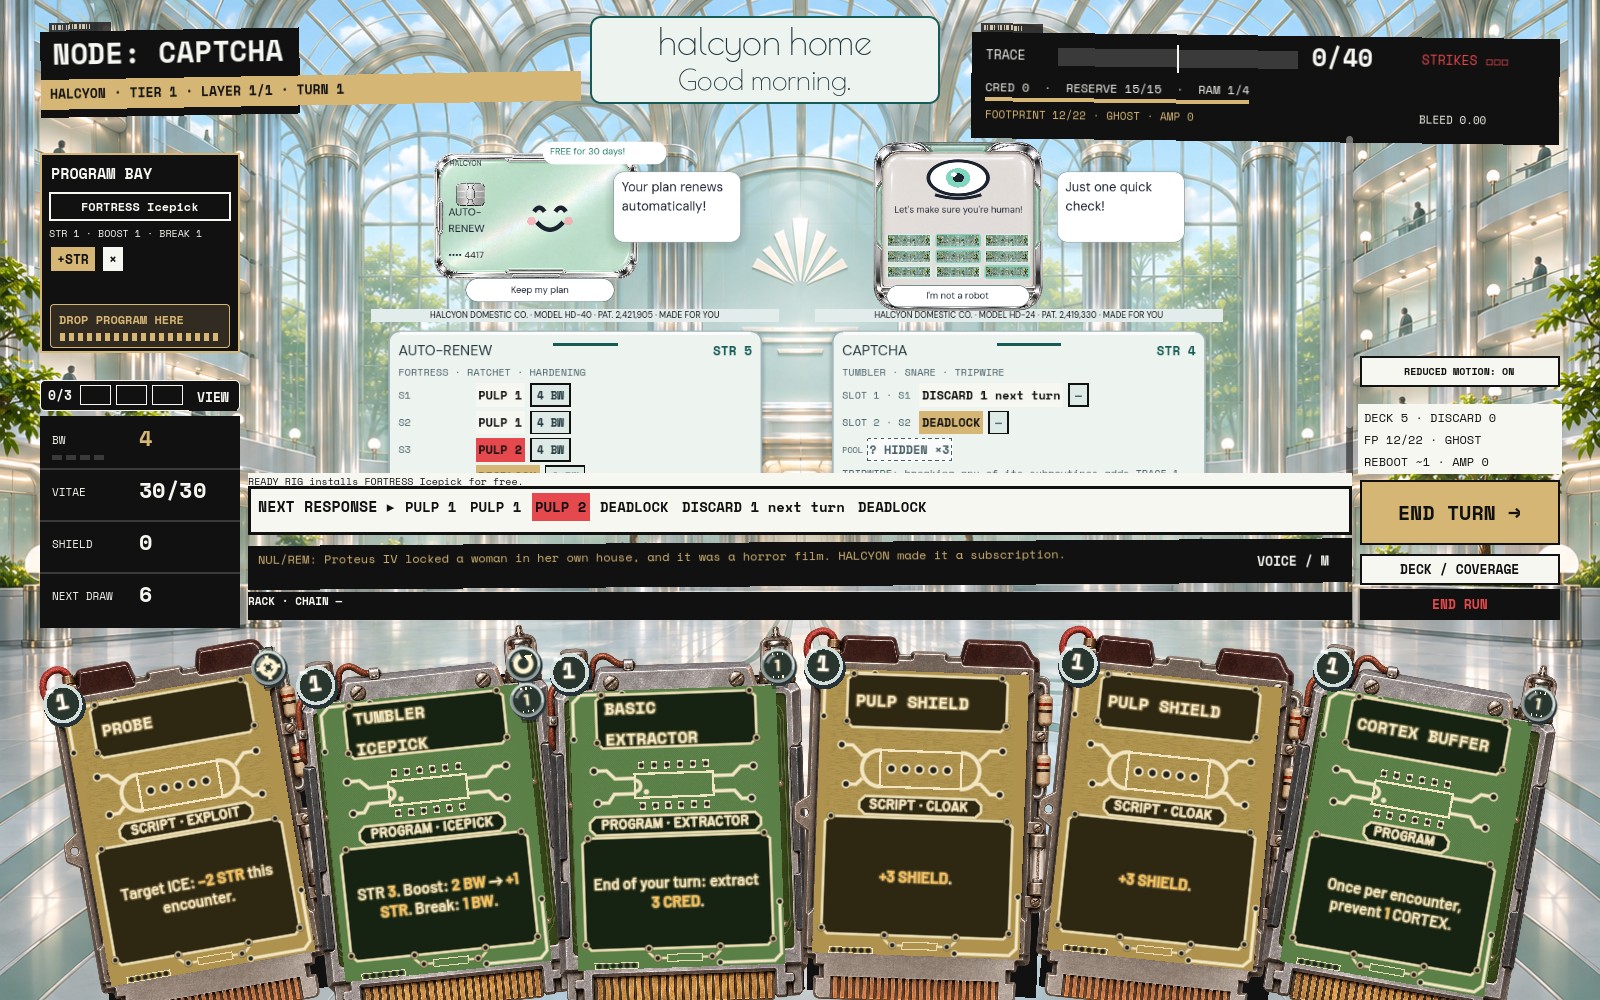 NODE: CAPTCHA
HALCYON · TIER 1 · LAYER 1/1 · TURN 1
halcyon home
Good morning.
TRACE
0/40
STRIKES □□□
CRED 0 · RESERVE 15/15 · RAM 1/4
FOOTPRINT 12/22 · GHOST · AMP 0
BLEED 0.00
PROGRAM BAY
FORTRESS Icepick
STR 1 · BOOST 1 · BREAK 1
+STR ×
DROP PROGRAM HERE
0/3
VIEW
BW 4
VITAE 30/30
SHIELD 0
NEXT DRAW 6
HALCYON
FREE for 30 days!
AUTO-
RENEW
•••• 4417
Your plan renews
automatically!
Keep my plan
HALCYON DOMESTIC CO. · MODEL HD-40 · PAT. 2,421,905 · MADE FOR YOU
Let's make sure you're human!
Just one quick
check!
I'm not a robot
HALCYON DOMESTIC CO. · MODEL HD-24 · PAT. 2,419,330 · MADE FOR YOU
AUTO-RENEW STR 5
FORTRESS · RATCHET · HARDENING
S1 PULP 1 4 BW
S2 PULP 1 4 BW
S3 PULP 2 4 BW
CAPTCHA STR 4
TUMBLER · SNARE · TRIPWIRE
SLOT 1 · S1 DISCARD 1 next turn —
SLOT 2 · S2 DEADLOCK —
POOL ? HIDDEN ×3
REDUCED MOTION: ON
DECK 5 · DISCARD 0
FP 12/22 · GHOST
REBOOT ~1 · AMP 0
END TURN →
DECK / COVERAGE
END RUN
READY RIG installs FORTRESS Icepick for free.
NEXT RESPONSE ▸ PULP 1 PULP 1 PULP 2 DEADLOCK DISCARD 1 next turn DEADLOCK
NUL/REM: Proteus IV locked a woman in her own house, and it was a horror film. HALCYON made it a subscription.
VOICE / M
RACK · CHAIN —
1
PROBE
SCRIPT · EXPLOIT
Target ICE: −2 STR this
encounter.
1
1
TUMBLER
ICEPICK
PROGRAM · ICEPICK
STR 3. Boost: 2 BW → +1
STR. Break: 1 BW.
1
1
BASIC
EXTRACTOR
PROGRAM · EXTRACTOR
End of your turn: extract
3 CRED.
1
PULP SHIELD
SCRIPT · CLOAK
+3 SHIELD.
1
PULP SHIELD
SCRIPT · CLOAK
+3 SHIELD.
1
1
CORTEX BUFFER
PROGRAM
Once per encounter,
prevent 1 CORTEX.